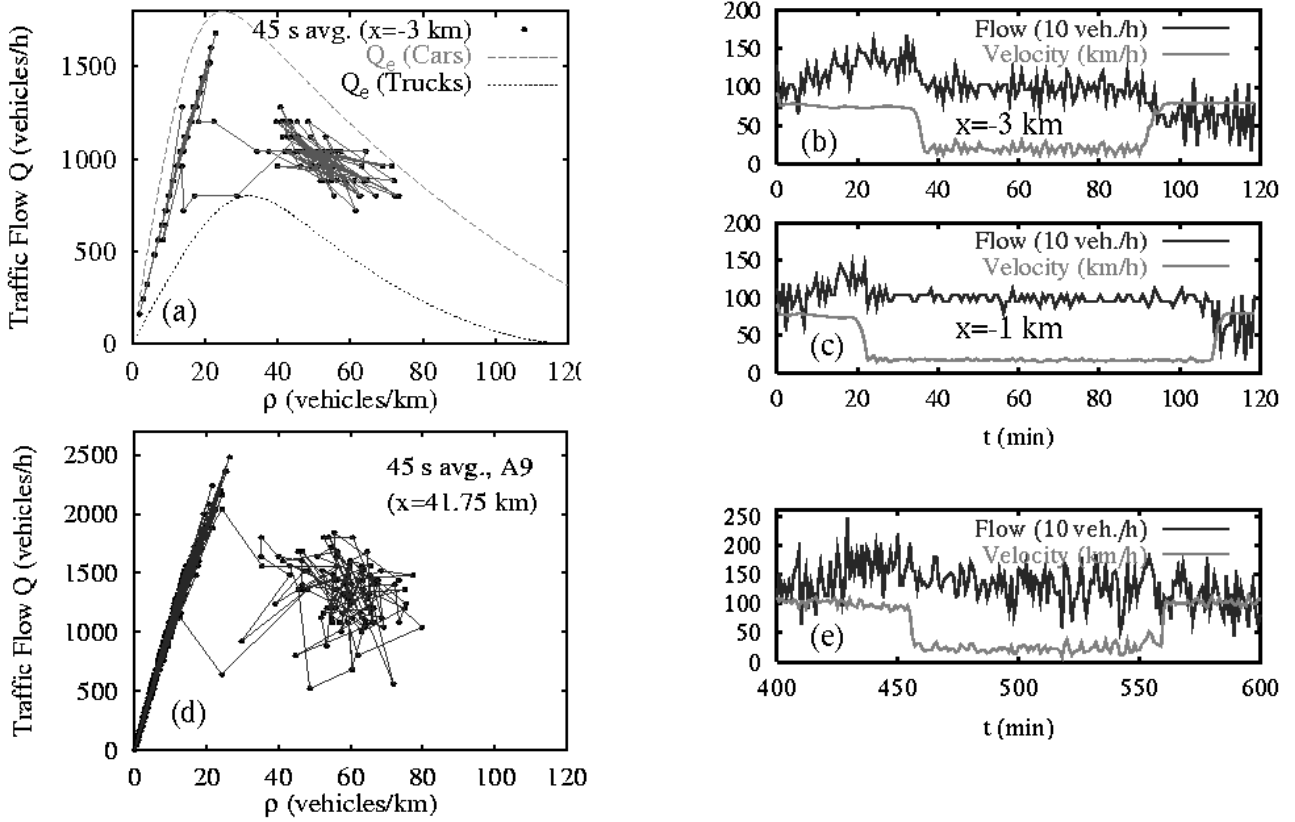 Traffic Flow Q (vehicles/h)
1500
1000
500
0
45 s avg. (x=-3 km)
Q_e (Cars)
Q_e (Trucks)
(a)
0 20 40 60 80 100 120
ρ (vehicles/km)
200
150
100
50
0
Flow (10 veh./h)
Velocity (km/h)
(b)
x=-3 km
0 20 40 60 80 100 120
200
150
100
50
0
Flow (10 veh./h)
Velocity (km/h)
(c)
x=-1 km
0 20 40 60 80 100 120
t (min)
Traffic Flow Q (vehicles/h)
2500
2000
1500
1000
500
0
45 s avg., A9
(x=41.75 km)
(d)
0 20 40 60 80 100 120
ρ (vehicles/km)
250
200
150
100
50
0
Flow (10 veh./h)
Velocity (km/h)
(e)
400 450 500 550 600
t (min)